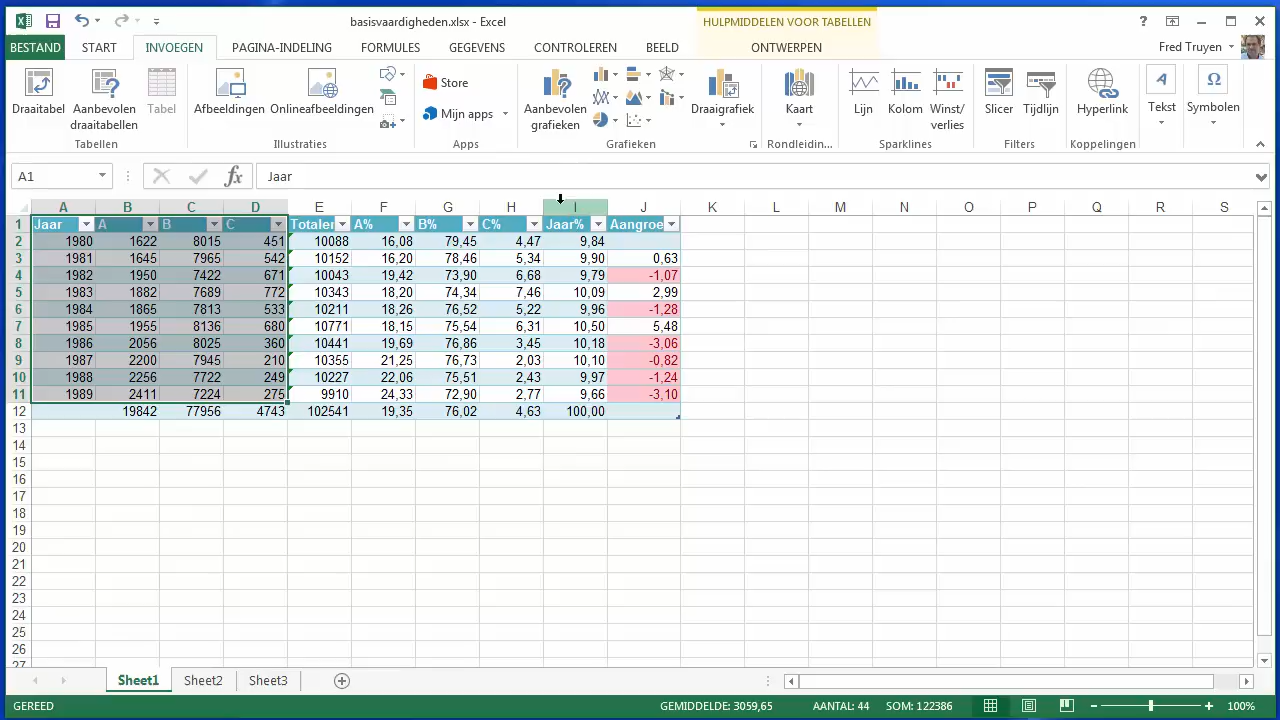 basisvaardigheden.xlsx - Excel
HULPMIDDELEN VOOR TABELLEN
BESTAND START INVOEGEN PAGINA-INDELING FORMULES GEGEVENS CONTROLEREN BEELD ONTWERPEN Fred Truyen
Draaitabel Aanbevolen draaitabellen Tabel Afbeeldingen Onlineafbeeldingen Store Mijn apps Aanbevolen grafieken Draaigrafiek Kaart Lijn Kolom Winst/verlies Slicer Tijdlijn Hyperlink Tekst Symbolen
Tabellen Illustraties Apps Grafieken Rondleidin... Sparklines Filters Koppelingen
A1 fx Jaar
A B C D E F G H I J K L M N O P Q R S
1 Jaar A B C Totaler A% B% C% Jaar% Aangroe
2 1980 1622 8015 451 10088 16,08 79,45 4,47 9,84
3 1981 1645 7965 542 10152 16,20 78,46 5,34 9,90 0,63
4 1982 1950 7422 671 10043 19,42 73,90 6,68 9,79 -1,07
5 1983 1882 7689 772 10343 18,20 74,34 7,46 10,09 2,99
6 1984 1865 7813 533 10211 18,26 76,52 5,22 9,96 -1,28
7 1985 1955 8136 680 10771 18,15 75,54 6,31 10,50 5,48
8 1986 2056 8025 360 10441 19,69 76,86 3,45 10,18 -3,06
9 1987 2200 7945 210 10355 21,25 76,73 2,03 10,10 -0,82
10 1988 2256 7722 249 10227 22,06 75,51 2,43 9,97 -1,24
11 1989 2411 7224 275 9910 24,33 72,90 2,77 9,66 -3,10
12 19842 77956 4743 102541 19,35 76,02 4,63 100,00
13
14
15
16
17
18
19
20
21
22
23
24
25
26
27
Sheet1 Sheet2 Sheet3
GEREED GEMIDDELDE: 3059,65 AANTAL: 44 SOM: 122386 100%